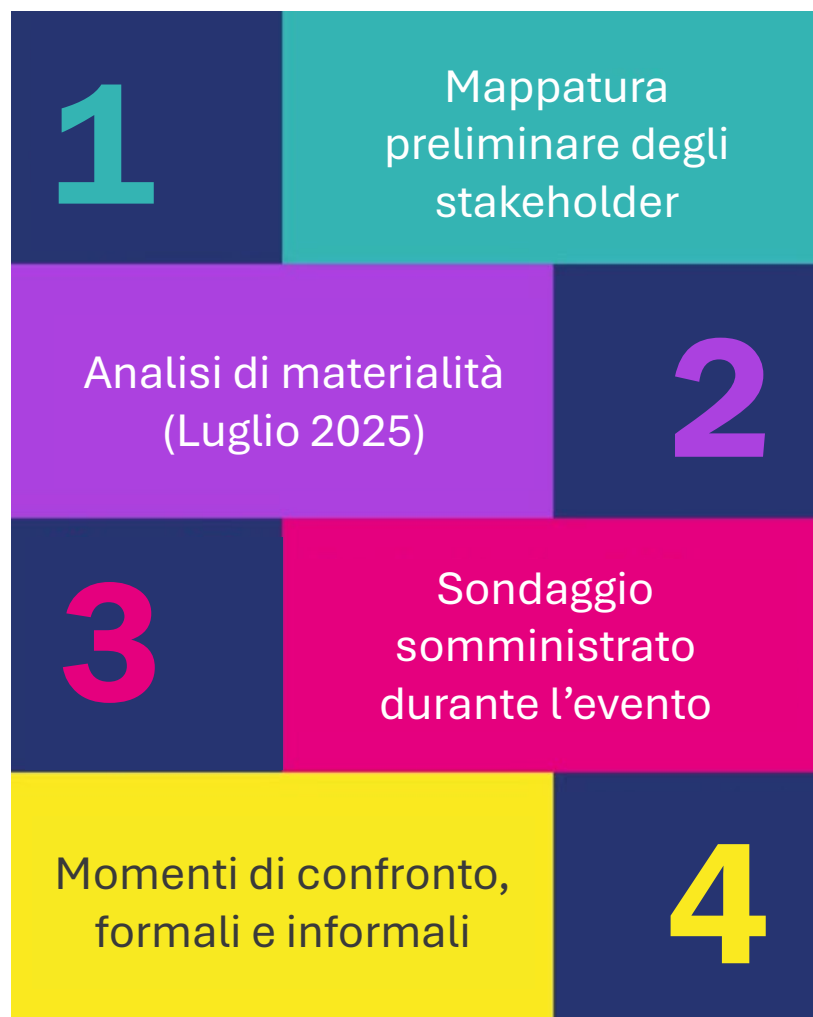 1
Mappatura
preliminare degli
stakeholder
Analisi di materialità
(Luglio 2025)
2
3
Sondaggio
somministrato
durante l’evento
Momenti di confronto,
formali e informali
4